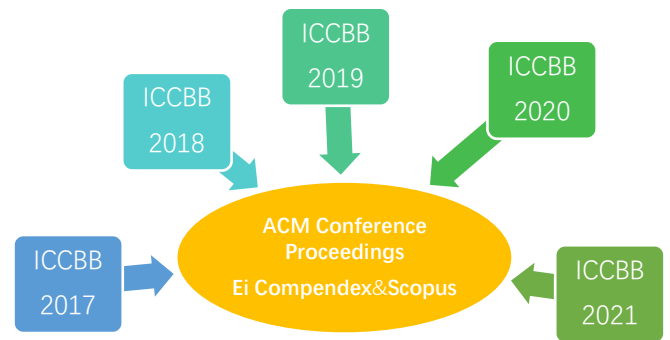 ICCBB
2019
ICCBB
2020
ICCBB
2018
ACM Conference
Proceedings
Ei Compendex&Scopus
ICCBB
2017
ICCBB
2021